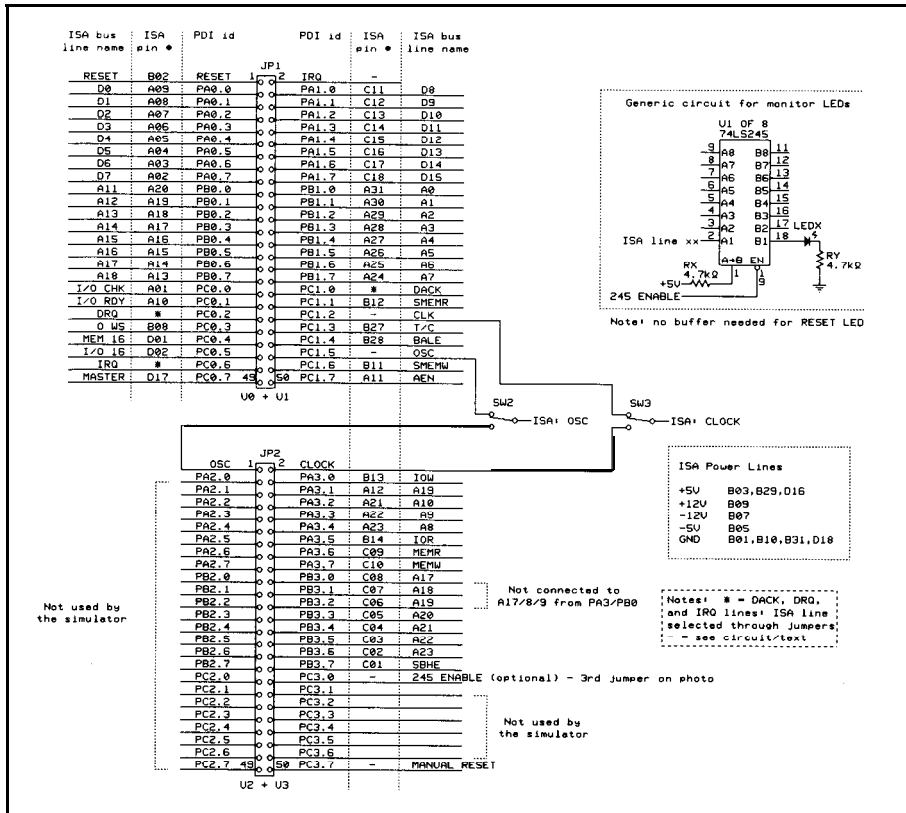 ISA bus ISA PDI id PDI id ISA ISA bus
line name pin * pin * line name
JP1
RESET B02 RESET 1 2 IRQ -
D0 A09 PA0.0 PA1.0 C11 D8
D1 A08 PA0.1 PA1.1 C12 D9
D2 A07 PA0.2 PA1.2 C13 D10
D3 A06 PA0.3 PA1.3 C14 D11
D4 A05 PA0.4 PA1.4 C15 D12
D5 A04 PA0.5 PA1.5 C16 D13
D6 A03 PA0.6 PA1.6 C17 D14
D7 A02 PA0.7 PA1.7 C18 D15
A11 A20 PB0.0 PB1.0 A31 A0
A12 A19 PB0.1 PB1.1 A30 A1
A13 A18 PB0.2 PB1.2 A29 A2
A14 A17 PB0.3 PB1.3 A28 A3
A15 A16 PB0.4 PB1.4 A27 A4
A16 A15 PB0.5 PB1.5 A26 A5
A17 A14 PB0.6 PB1.6 A25 A6
A18 A13 PB0.7 PB1.7 A24 A7
I/O CHK A01 PC0.0 PC1.0 * DACK
I/O RDY A10 PC0.1 PC1.1 B12 SMEMR
DRQ * PC0.2 PC1.2 - CLK
0 WS B08 PC0.3 PC1.3 B27 T/C
MEM 16 D01 PC0.4 PC1.4 B28 BALE
I/O 16 D02 PC0.5 PC1.5 - OSC
IRQ * PC0.6 PC1.6 B11 SMEMW
MASTER D17 PC0.7 49 50 PC1.7 A11 AEN
U0 + U1
Generic circuit for monitor LEDs
U1 OF 8
74LS245
9 A8 B8 11
8 A7 B7 12
7 A6 B6 13
6 A5 B5 14
5 A4 B4 15
4 A3 B3 16
3 A2 B2 17 LEDX
ISA line xx 2 A1 B1 18
A→B EN
RX
4.7kΩ
1 19
+5V
RY
4.7kΩ
245 ENABLE
Note: no buffer needed for RESET LED
SW2
ISA: OSC
SW3
ISA: CLOCK
JP2
OSC 1 2 CLOCK
PA2.0 PA3.0 B13 IOW
PA2.1 PA3.1 A12 A19
PA2.2 PA3.2 A21 A10
PA2.3 PA3.3 A22 A9
PA2.4 PA3.4 A23 A8
PA2.5 PA3.5 B14 IOR
PA2.6 PA3.6 C09 MEMR
PA2.7 PA3.7 C10 MEMW
PB2.0 PB3.0 C08 A17
PB2.1 PB3.1 C07 A18
PB2.2 PB3.2 C06 A19
PB2.3 PB3.3 C05 A20
PB2.4 PB3.4 C04 A21
PB2.5 PB3.5 C03 A22
PB2.6 PB3.6 C02 A23
PB2.7 PB3.7 C01 SBHE
PC2.0 PC3.0 - 245 ENABLE (optional) - 3rd jumper on photo
PC2.1 PC3.1
PC2.2 PC3.2
PC2.3 PC3.3
PC2.4 PC3.4
PC2.5 PC3.5
PC2.6 PC3.6
PC2.7 49 50 PC3.7 - MANUAL RESET
U2 + U3
Not used by
the simulator
Not connected to
A17/8/9 from PA3/PB0
Not used by
the simulator
ISA Power Lines
+5V B03,B29,D16
+12V B09
-12V B07
-5V B05
GND B01,B10,B31,D18
Notes: * = DACK, DRQ,
and IRQ lines: ISA line
selected through jumpers
- = see circuit/text